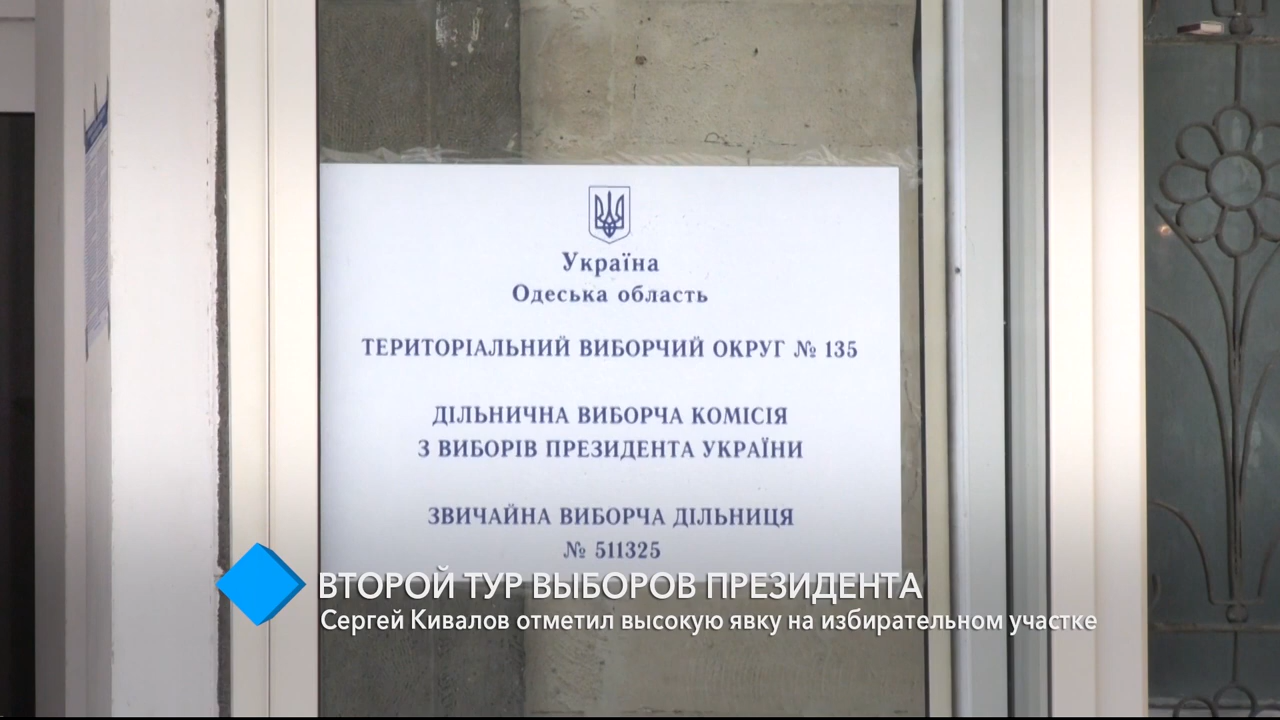 Україна
Одеська область
ТЕРИТОРІАЛЬНИЙ ВИБОРЧИЙ ОКРУГ № 135
ДІЛЬНИЧНА ВИБОРЧА КОМІСІЯ
З ВИБОРІВ ПРЕЗИДЕНТА УКРАЇНИ
ЗВИЧАЙНА ВИБОРЧА ДІЛЬНИЦЯ
№ 511325
ВТОРОЙ ТУР ВЫБОРОВ ПРЕЗИДЕНТА
Сергей Кивалов отметил высокую явку на избирательном участке